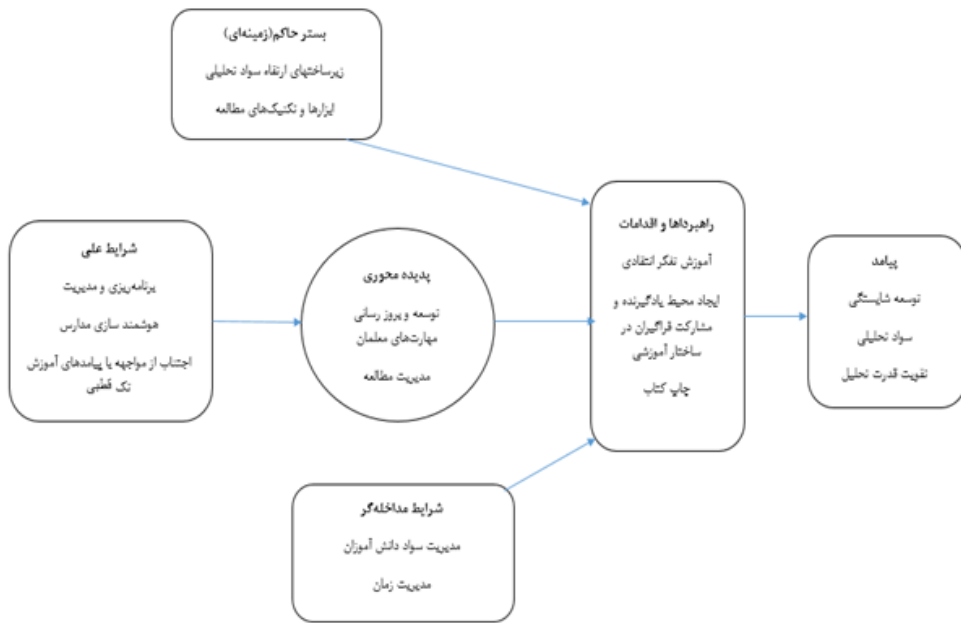 بستر حاکم(زمینه‌ای)
زیرساختهای ارتقاء سواد تحلیلی
ابزارها و تکنیک‌های مطالعه
راهبرداها و اقدامات
آموزش تفکر انتقادی
ایجاد محیط یادگیرنده و
مشارکت فراگیران در
ساختار آموزشی
چاپ کتاب
پیامد
توسعه شایستگی
سواد تحلیلی
تقویت قدرت تحلیل
شرایط علی
برنامه‌ریزی و مدیریت
هوشمند سازی مدارس
اجتناب از مواجهه با پیامدهای آموزش
تک قطبی
پدیده محوری
توسعه و بروز رسانی
مهارت‌های معلمان
مدیریت مطالعه
شرایط مداخله‌گر
مدیریت سواد دانش آموزان
مدیریت زمان